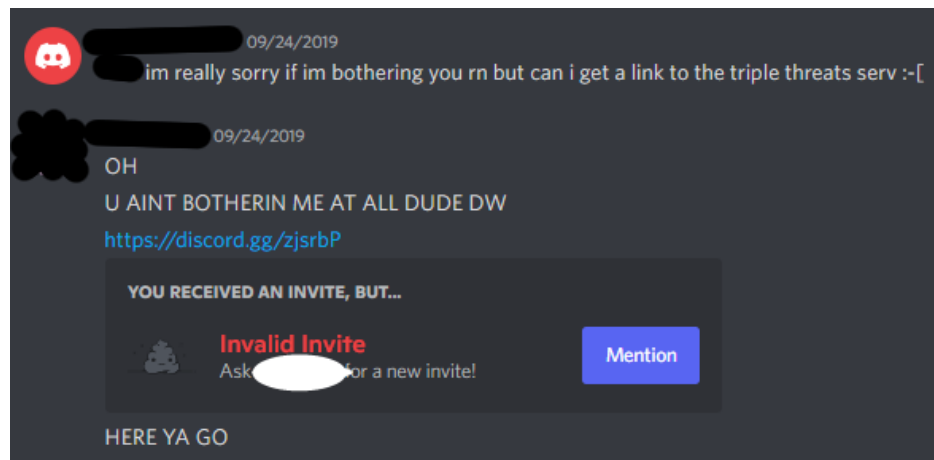 09/24/2019
im really sorry if im bothering you rn but can i get a link to the triple threats serv :-[
09/24/2019
OH
U AINT BOTHERIN ME AT ALL DUDE DW
https://discord.gg/zjsrbP
YOU RECEIVED AN INVITE, BUT...
Invalid Invite
Ask for a new invite!
Mention
HERE YA GO